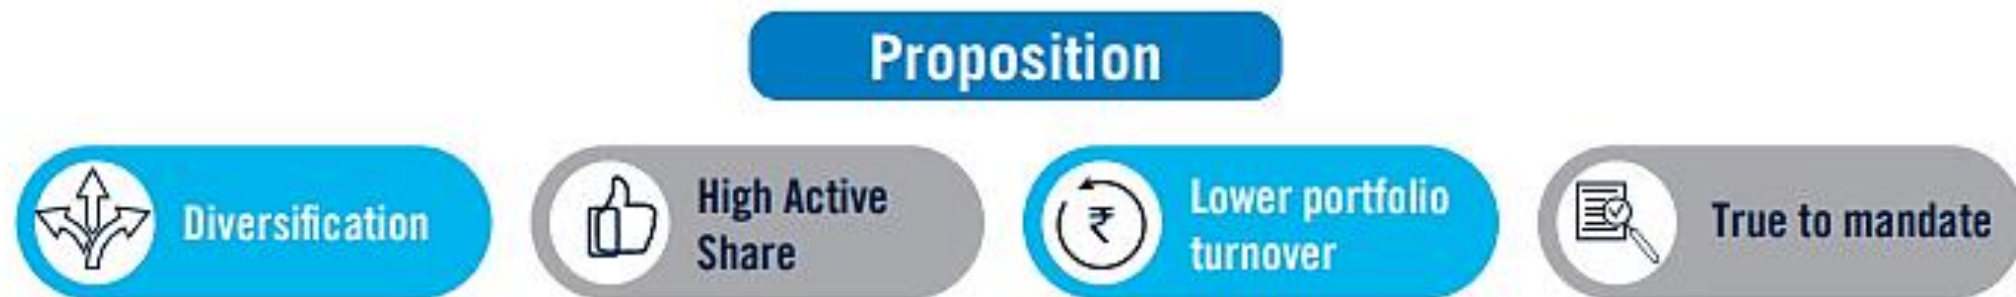 Proposition
Diversification
High Active
Share
₹
Lower portfolio
turnover
True to mandate